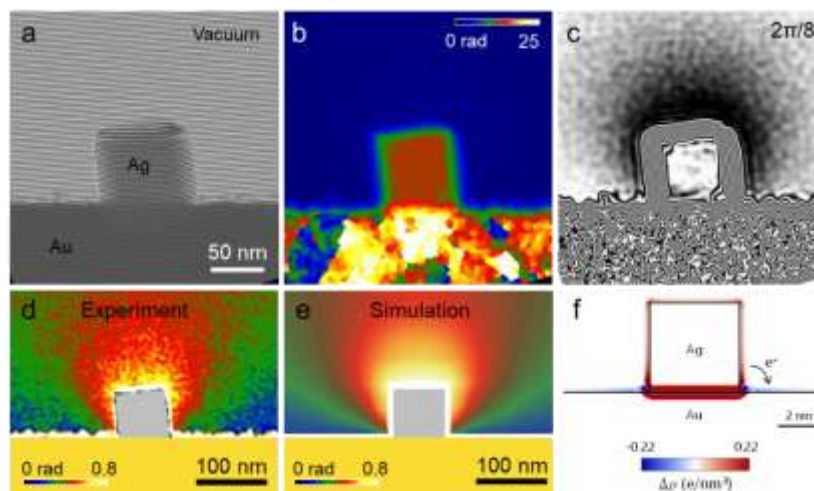 a
Vacuum
Ag
Au
50 nm
b
0 rad 25
c
2π/8
d
Experiment
0 rad 0.8
100 nm
e
Simulation
0 rad 0.8
100 nm
f
Ag
e⁻
Au
2 nm
-0.22 0.22
Δρ (e/nm³)